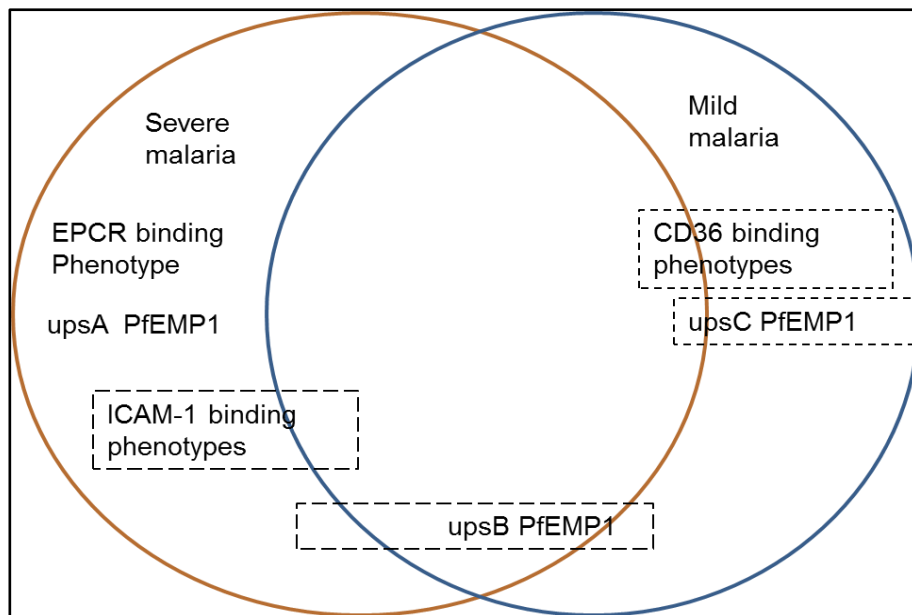 Severe
malaria
Mild
malaria
EPCR binding
Phenotype
CD36 binding
phenotypes
upsA PfEMP1
upsC PfEMP1
ICAM-1 binding
phenotypes
upsB PfEMP1